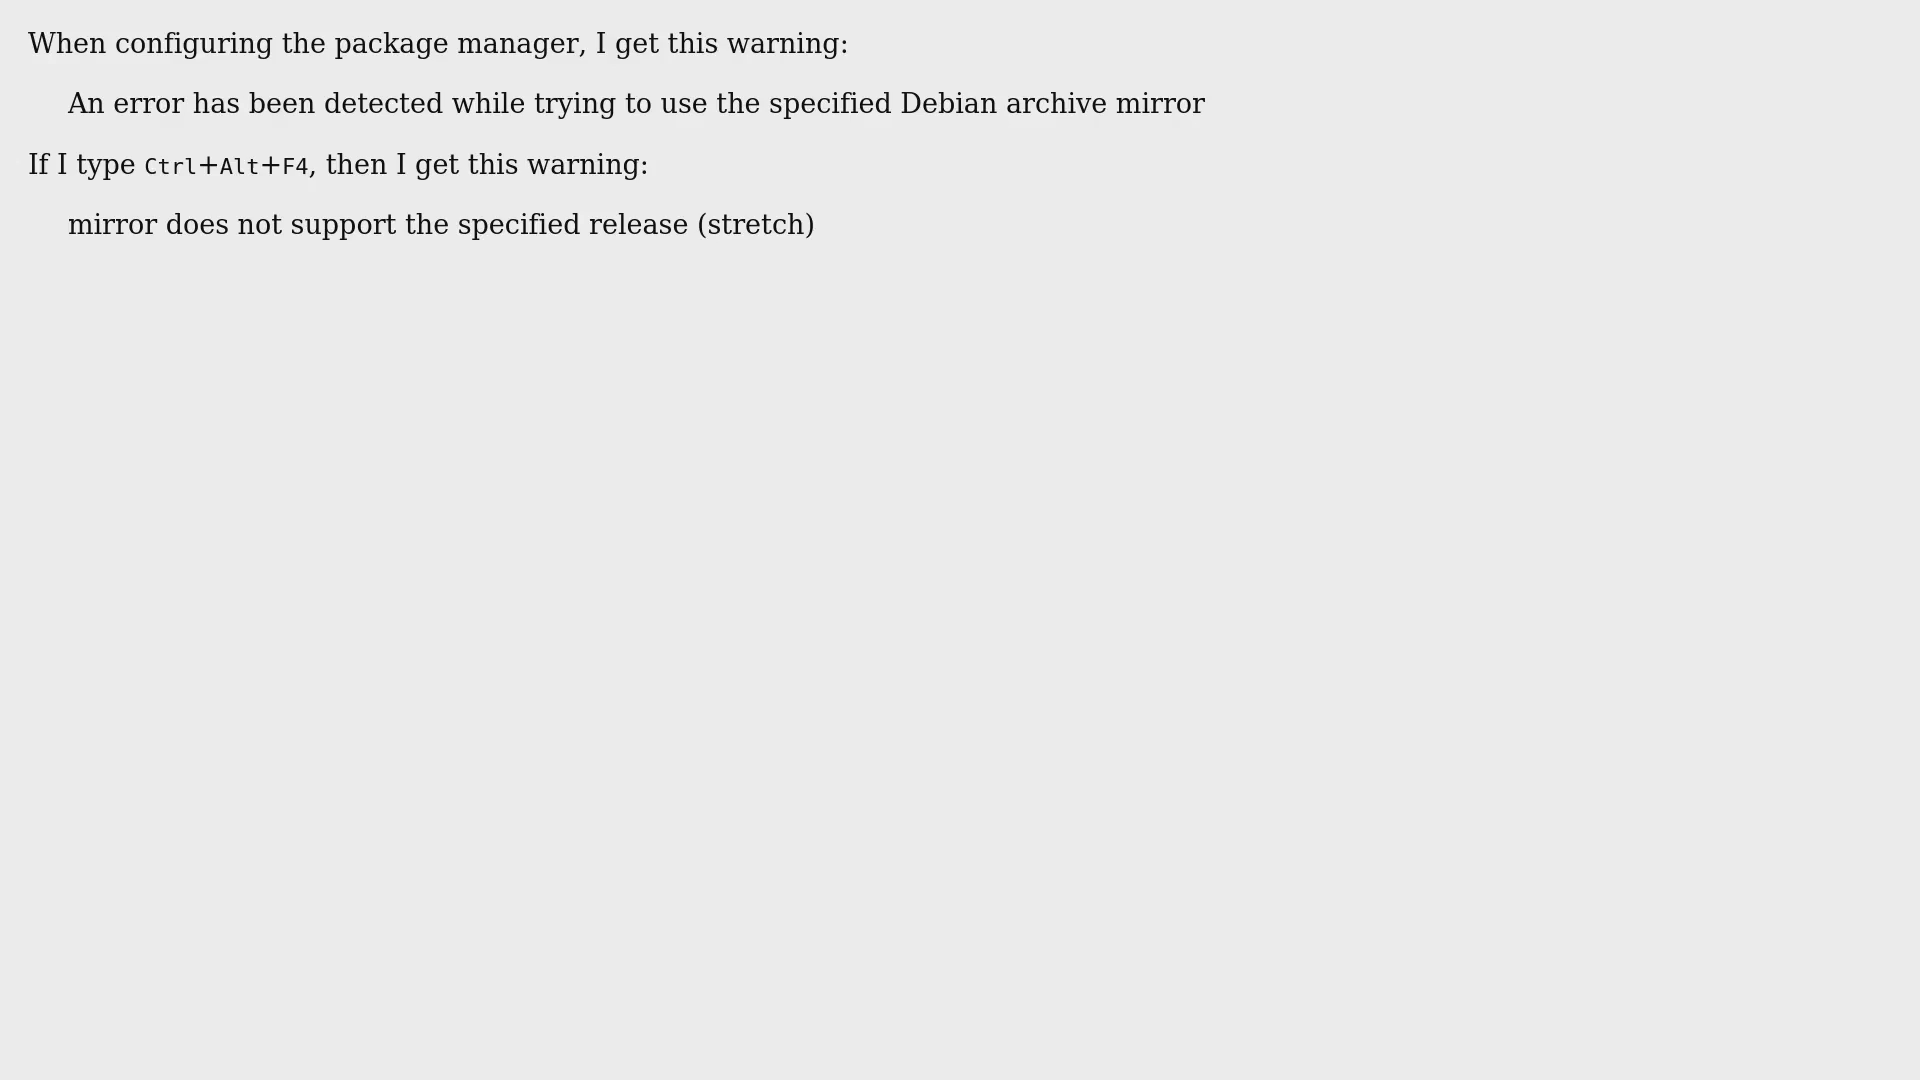 When configuring the package manager, I get this warning:
An error has been detected while trying to use the specified Debian archive mirror
If I type Ctrl+Alt+F4, then I get this warning:
mirror does not support the specified release (stretch)